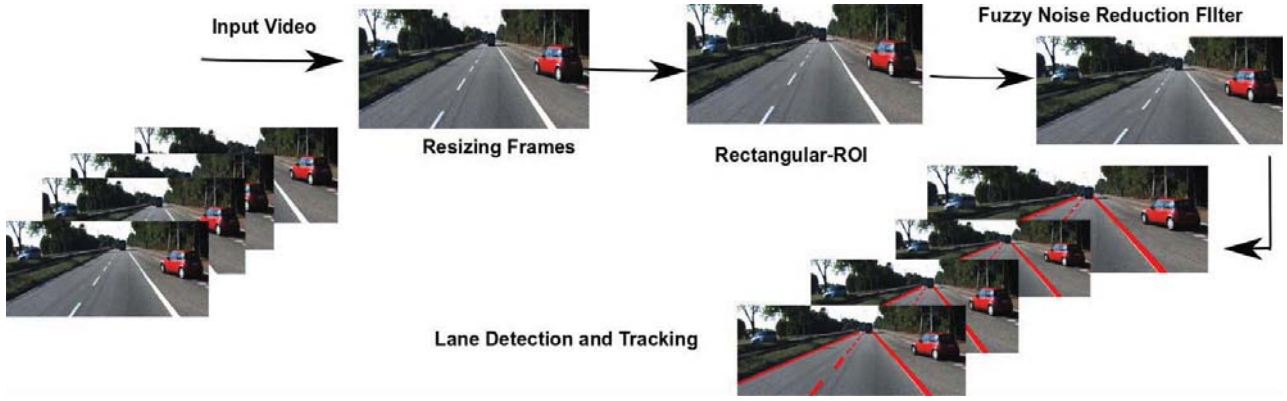 Input Video
Resizing Frames
Rectangular-ROI
Fuzzy Noise Reduction FIlter
Lane Detection and Tracking